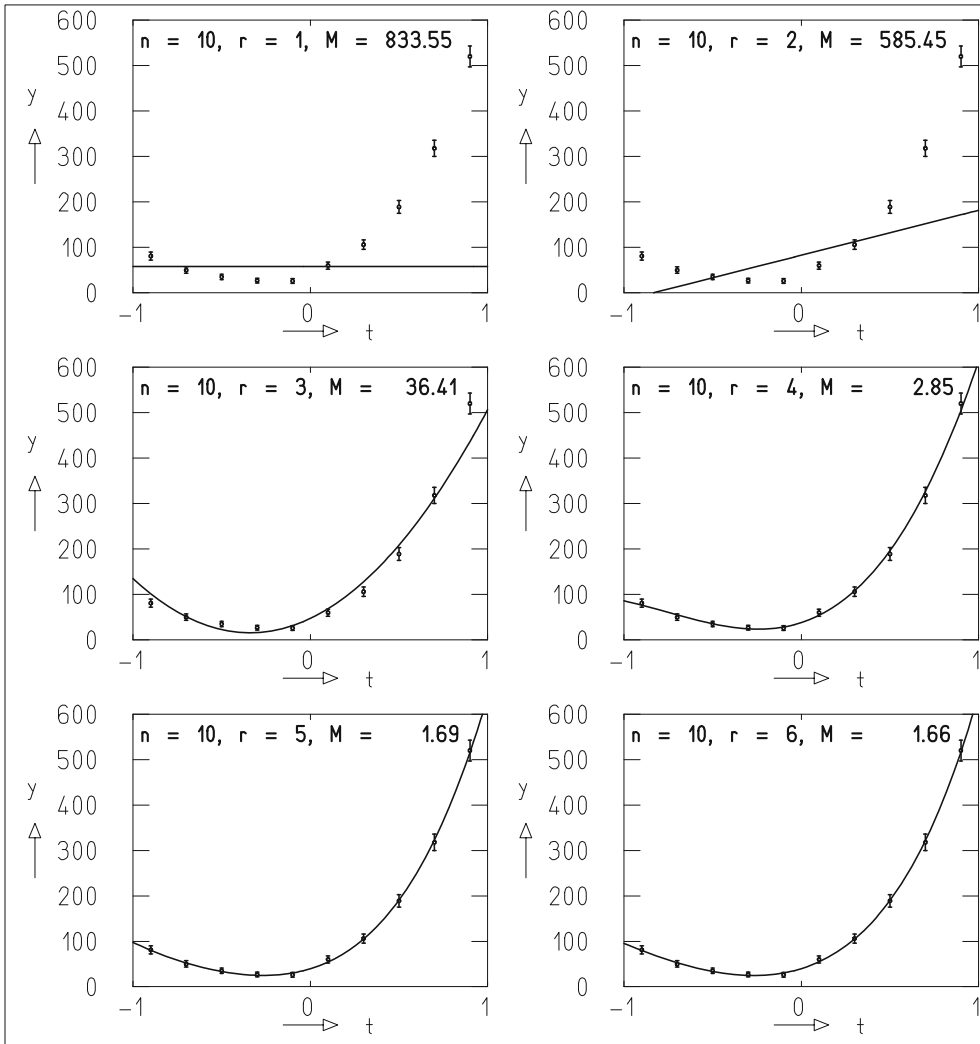 600
n = 10, r = 1, M = 833.55
500
y
400
300
200
100
0
-1 0 1
t
600
n = 10, r = 2, M = 585.45
500
y
400
300
200
100
0
-1 0 1
t
600
n = 10, r = 3, M = 36.41
500
y
400
300
200
100
0
-1 0 1
t
600
n = 10, r = 4, M = 2.85
500
y
400
300
200
100
0
-1 0 1
t
600
n = 10, r = 5, M = 1.69
500
y
400
300
200
100
0
-1 0 1
t
600
n = 10, r = 6, M = 1.66
500
y
400
300
200
100
0
-1 0 1
t